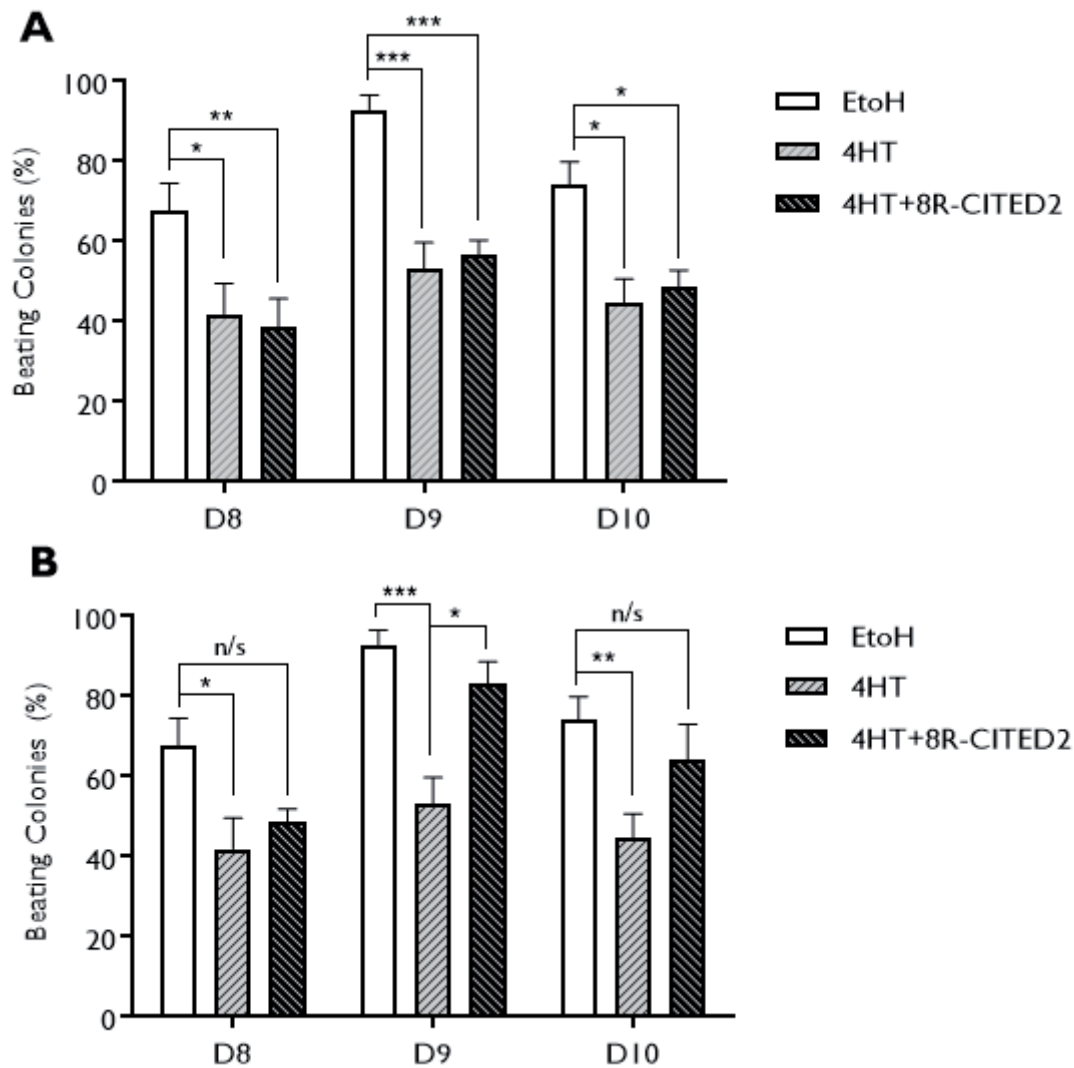 A
***
***
**
*
*
*
100
80
60
40
20
0
Beating Colonies (%)
D8
D9
D10
EtoH
4HT
4HT+8R-CITED2
B
***
*
n/s
n/s
*
**
100
80
60
40
20
0
Beating Colonies (%)
D8
D9
D10
EtoH
4HT
4HT+8R-CITED2